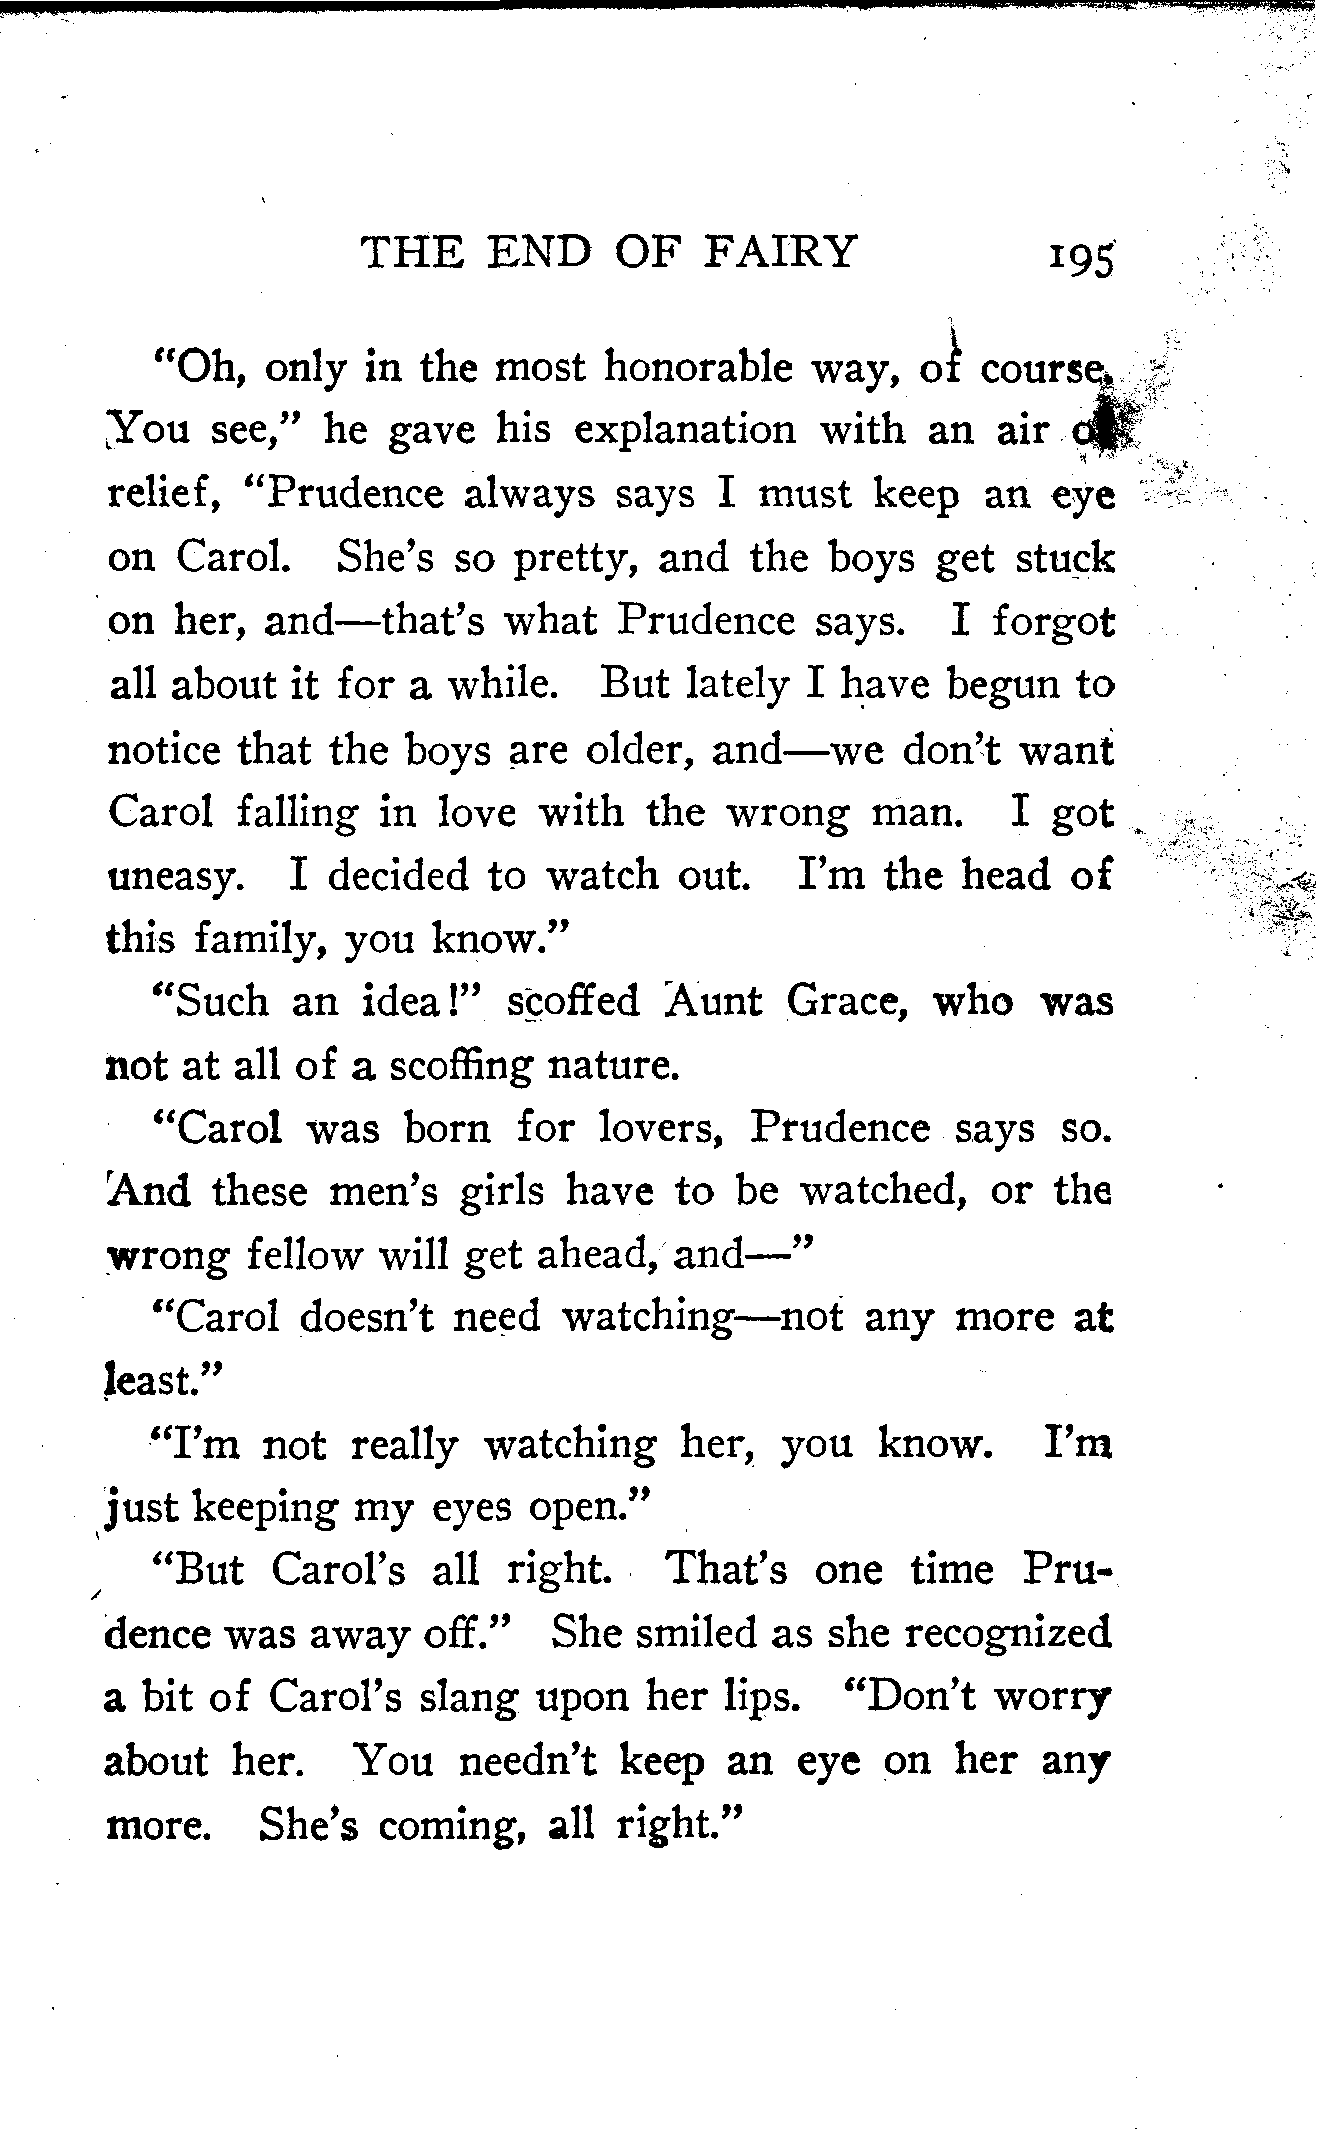 THE END OF FAIRY 195
“Oh, only in the most honorable way, of course.
You see,” he gave his explanation with an air of
relief, “Prudence always says I must keep an eye
on Carol. She’s so pretty, and the boys get stuck
on her, and—that’s what Prudence says. I forgot
all about it for a while. But lately I have begun to
notice that the boys are older, and—we don’t want
Carol falling in love with the wrong man. I got
uneasy. I decided to watch out. I’m the head of
this family, you know.”
“Such an idea!” scoffed Aunt Grace, who was
not at all of a scoffing nature.
“Carol was born for lovers, Prudence says so.
And these men’s girls have to be watched, or the
wrong fellow will get ahead, and—”
“Carol doesn’t need watching—not any more at
least.”
“I’m not really watching her, you know. I’m
just keeping my eyes open.”
“But Carol’s all right. That’s one time Pru-
dence was away off.” She smiled as she recognized
a bit of Carol’s slang upon her lips. “Don’t worry
about her. You needn’t keep an eye on her any
more. She’s coming, all right.”